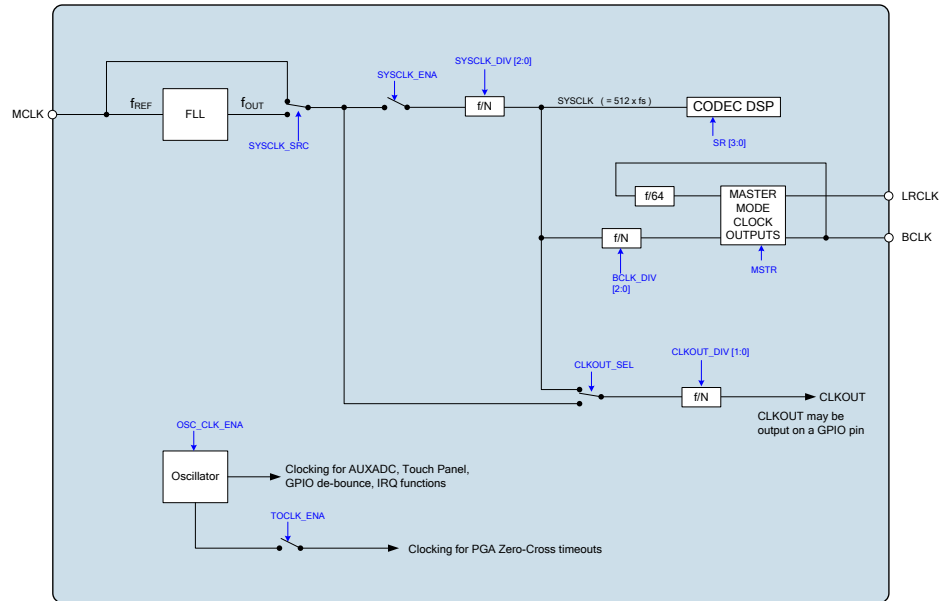 SYSCLK_DIV [2:0]
SYSCLK_ENA
MCLK
fREF
FLL
fOUT
SYSCLK_SRC
f/N
SYSCLK ( = 512 x fs )
CODEC DSP
SR [3:0]
f/64
MASTER
MODE
CLOCK
OUTPUTS
LRCLK
BCLK
f/N
BCLK_DIV
[2:0]
MSTR
CLKOUT_SEL
CLKOUT_DIV [1:0]
f/N
CLKOUT
CLKOUT may be
output on a GPIO pin
OSC_CLK_ENA
Oscillator
Clocking for AUXADC, Touch Panel,
GPIO de-bounce, IRQ functions
TOCLK_ENA
Clocking for PGA Zero-Cross timeouts